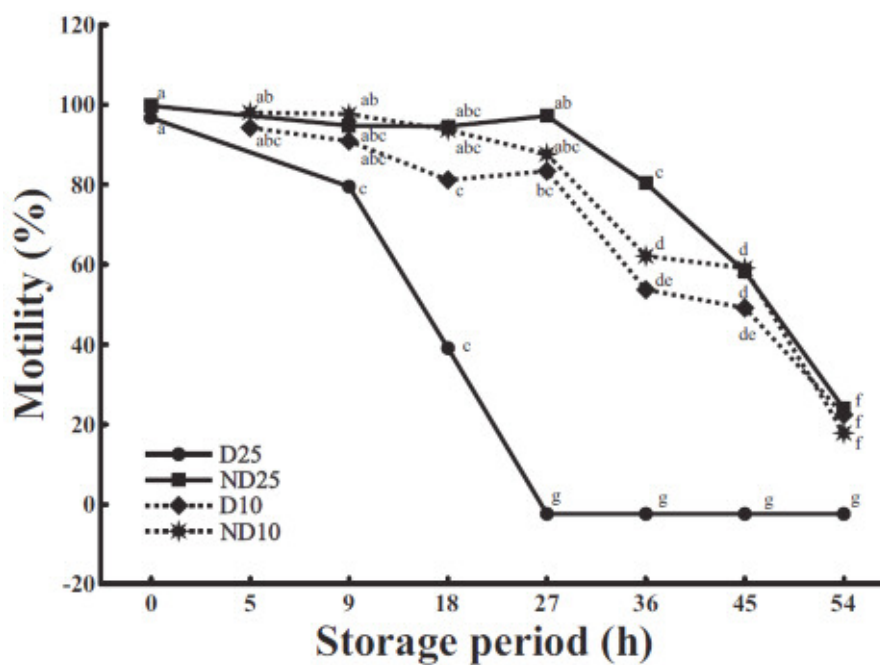 120
100
80
60
40
20
0
-20
Motility (%)
a
a
ab
abc
ab
abc
abc
c
abc
abc
c
c
ab
abc
bc
g
c
d
de
g
d
d
de
g
f
f
f
g
D25
ND25
D10
ND10
0 5 9 18 27 36 45 54
Storage period (h)